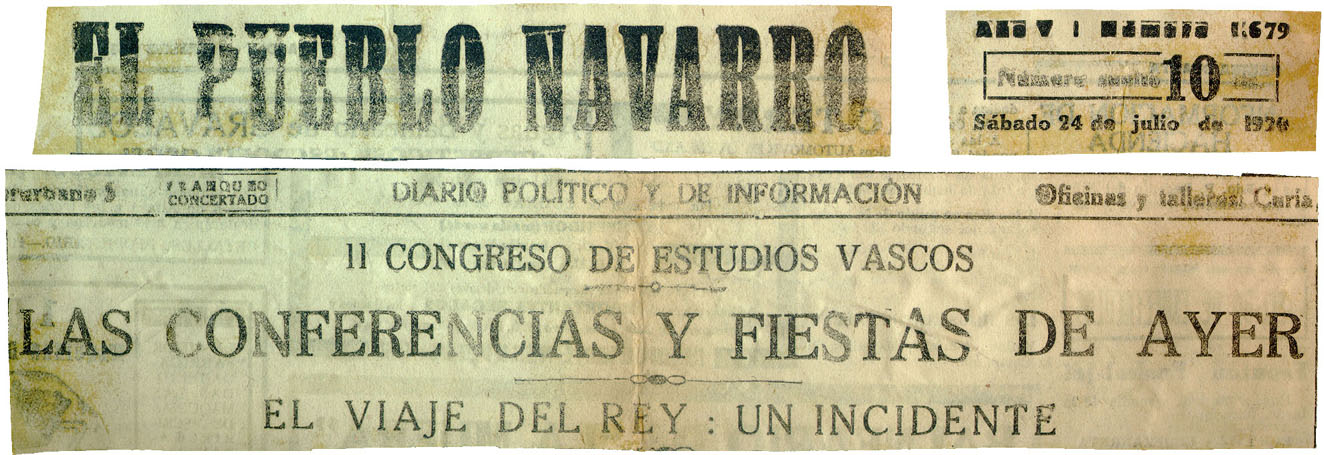 EL PUEBLO NAVARRO
Año V | Número 1.679
Número suelto 10
Sábado 24 de julio de 1920
FRANQUEO
CONCERTADO
DIARIO POLÍTICO Y DE INFORMACIÓN
Oficinas y talleres: Curia
II CONGRESO DE ESTUDIOS VASCOS
LAS CONFERENCIAS Y FIESTAS DE AYER
EL VIAJE DEL REY : UN INCIDENTE